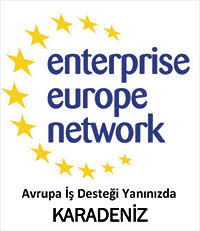 enterprise
europe
network
Avrupa İş Desteği Yanınızda
KARADENİZ